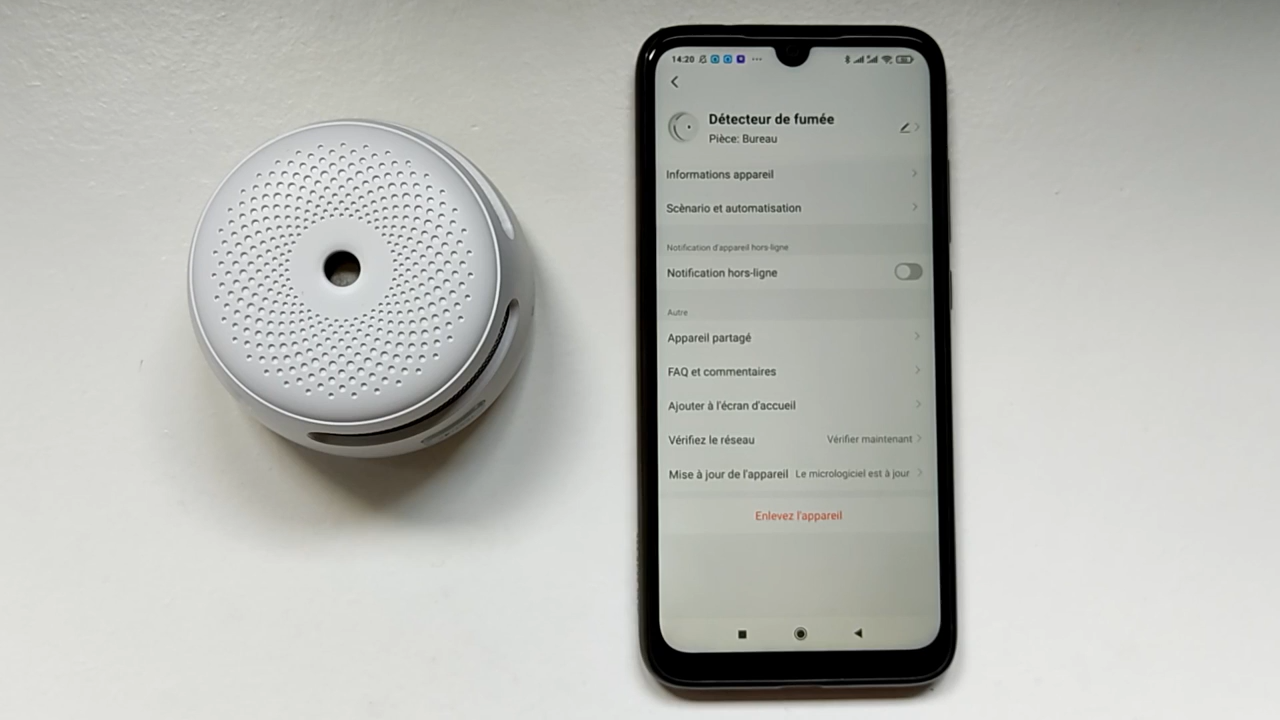 14:20
Détecteur de fumée
Pièce: Bureau
Informations appareil
Scènario et automatisation
Notification d'appareil hors-ligne
Notification hors-ligne
Autre
Appareil partagé
FAQ et commentaires
Ajouter à l'écran d'accueil
Vérifiez le réseau Vérifier maintenant
Mise à jour de l'appareil Le micrologiciel est à jour
Enlevez l'appareil